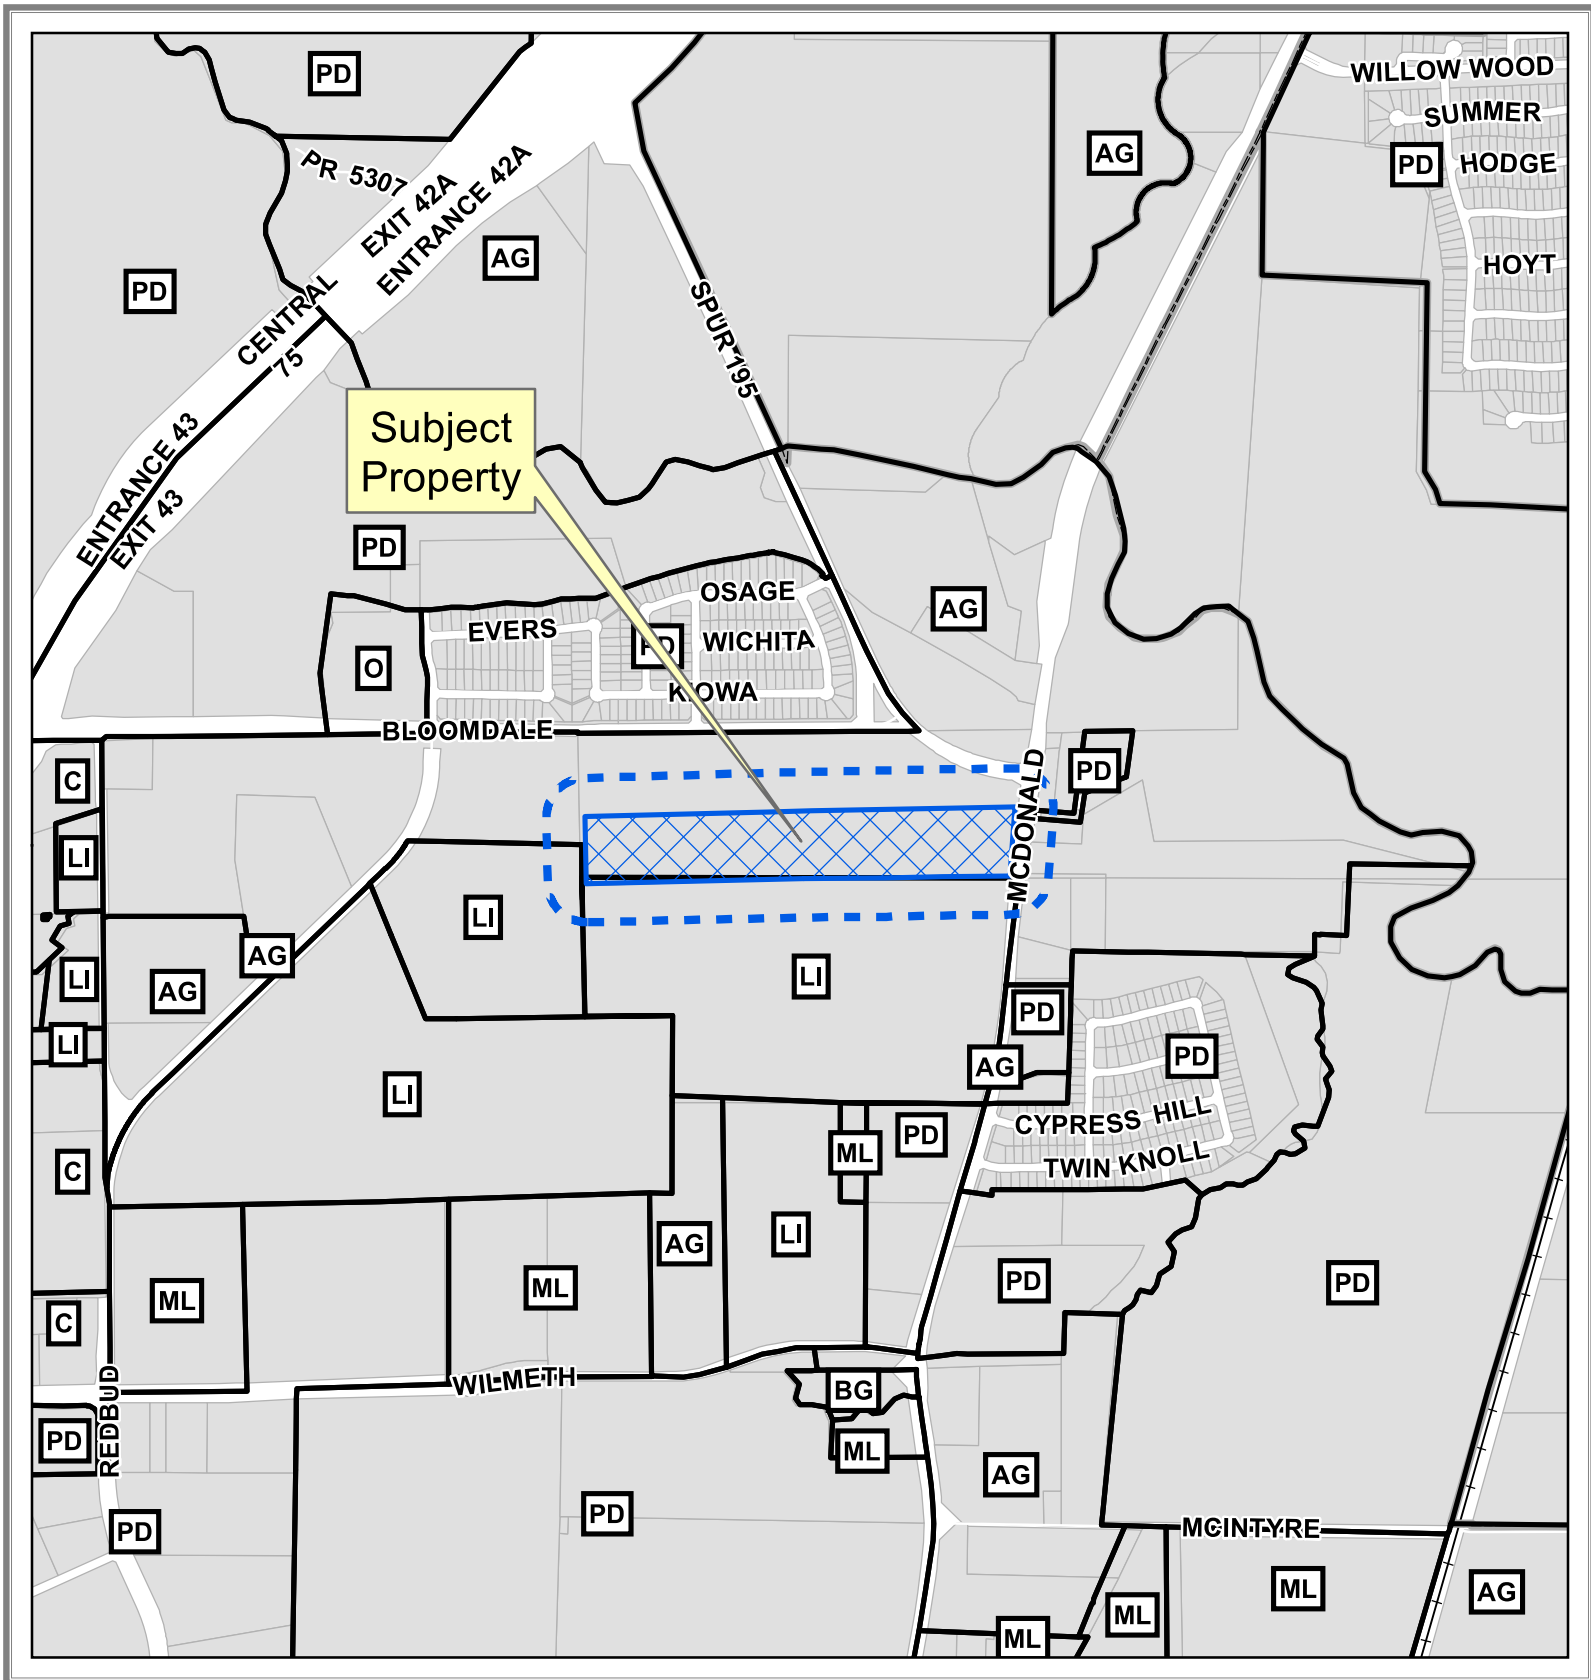 PD
WILLOW WOOD
SUMMER
AG
PR 5307
EXIT 42A
ENTRANCE 42A
PD
HODGE
AG
HOYT
PD
CENTRAL
75
SPUR 195
Subject
Property
ENTRANCE 43
EXIT 43
PD
OSAGE
AG
EVERS
PD
WICHITA
O
KIOWA
BLOOMDALE
C
MCDONALD
PD
LI
LI
AG
LI
LI
AG
PD
LI
PD
AG
LI
CYPRESS HILL
PD
ML
TWIN KNOLL
C
LI
AG
PD
PD
ML
ML
C
WILMETH
BG
REDBUD
PD
ML
AG
PD
PD
MCINTYRE
ML
AG
ML
ML